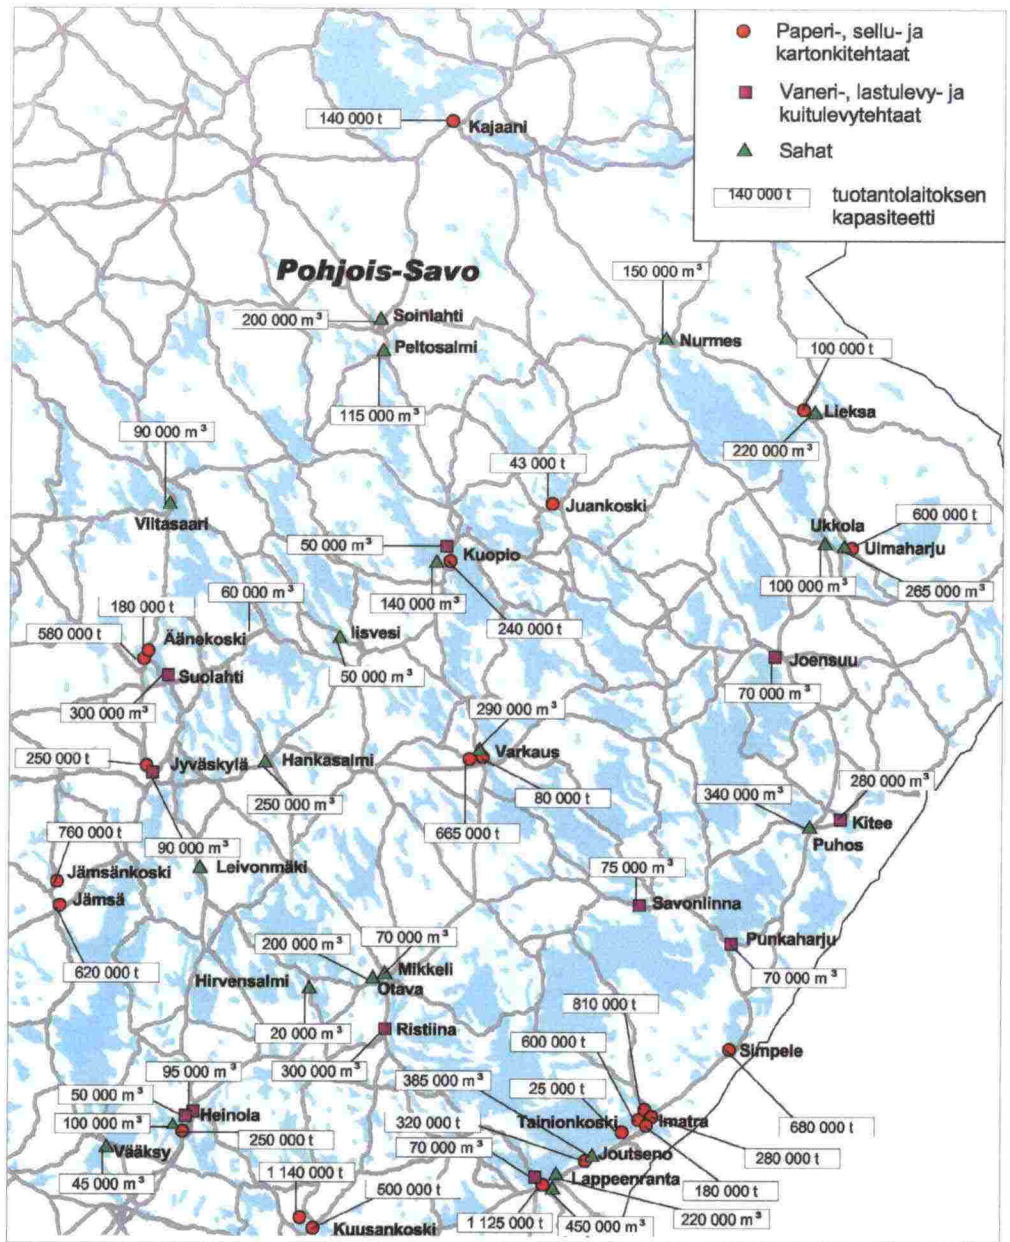 Paperi-, sellu- ja
kartonkitehtaat
Vaneri-, lastulevy- ja
kuitulevytehtaat
Sahat
140 000 t
tuotantolaitoksen
kapasiteetti
140 000 t
Kajaani
Pohjois-Savo
150 000 m³
200 000 m³
Soinlahti
Peltosalmi
Nurmes
100 000 t
115 000 m³
Lieksa
90 000 m³
220 000 m³
43 000 t
Juankoski
Viitasaari
Ukkola
600 000 t
Uimaharju
50 000 m³
Kuopio
100 000 m³
265 000 m³
60 000 m³
140 000 m³
180 000 t
240 000 t
580 000 t
Äänekoski
Iisvesi
Joensuu
Suolahti
50 000 m³
70 000 m³
300 000 m³
290 000 m³
250 000 t
Jyväskylä
Hankasalmi
Varkaus
280 000 m³
340 000 m³
250 000 m³
80 000 t
Kitee
760 000 t
665 000 t
Puhos
90 000 m³
Jämsänkoski
Leivonmäki
75 000 m³
Jämsä
Savonlinna
200 000 m³
70 000 m³
Punkaharju
620 000 t
Mikkeli
70 000 m³
Hirvensalmi
Otava
810 000 t
20 000 m³
Ristiina
600 000 t
Simpele
95 000 m³
300 000 m³
385 000 m³
50 000 m³
25 000 t
Heinola
100 000 m³
320 000 t
Tainionkoski
Imatra
680 000 t
Vääksy
250 000 t
70 000 m³
Joutseno
280 000 t
45 000 m³
1 140 000 t
Lappeenranta
180 000 t
500 000 t
220 000 m³
Kuusankoski
1 125 000 t
450 000 m³